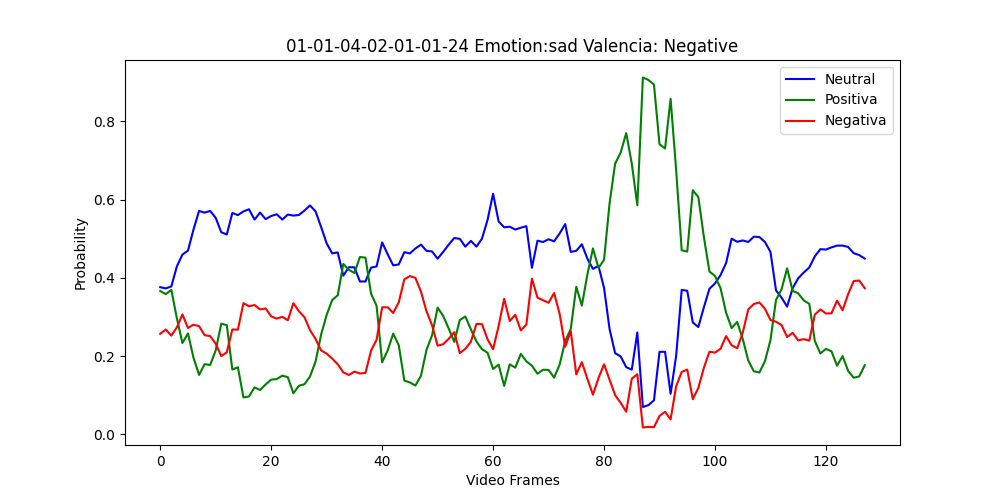 01-01-04-02-01-01-24 Emotion:sad Valencia: Negative
Neutral
Positiva
Negativa
Probability
0.8
0.6
0.4
0.2
0.0
0 20 40 60 80 100 120
Video Frames